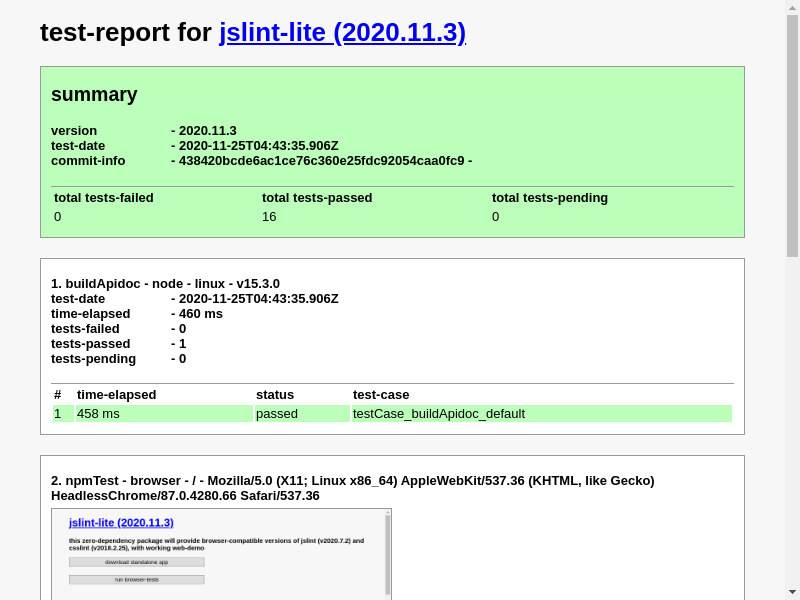 test-report for jslint-lite (2020.11.3)
summary
version - 2020.11.3
test-date - 2020-11-25T04:43:35.906Z
commit-info - 438420bcde6ac1ce76c360e25fdc92054caa0fc9 -
total tests-failed total tests-passed total tests-pending
0 16 0
1. buildApidoc - node - linux - v15.3.0
test-date - 2020-11-25T04:43:35.906Z
time-elapsed - 460 ms
tests-failed - 0
tests-passed - 1
tests-pending - 0
# time-elapsed status test-case
1 458 ms passed testCase_buildApidoc_default
2. npmTest - browser - / - Mozilla/5.0 (X11; Linux x86_64) AppleWebKit/537.36 (KHTML, like Gecko)
HeadlessChrome/87.0.4280.66 Safari/537.36
jslint-lite (2020.11.3)
this zero-dependency package will provide browser-compatible versions of jslint (v2020.7.2) and
csslint (v2018.2.25), with working web-demo
download standalone app
run browser-tests